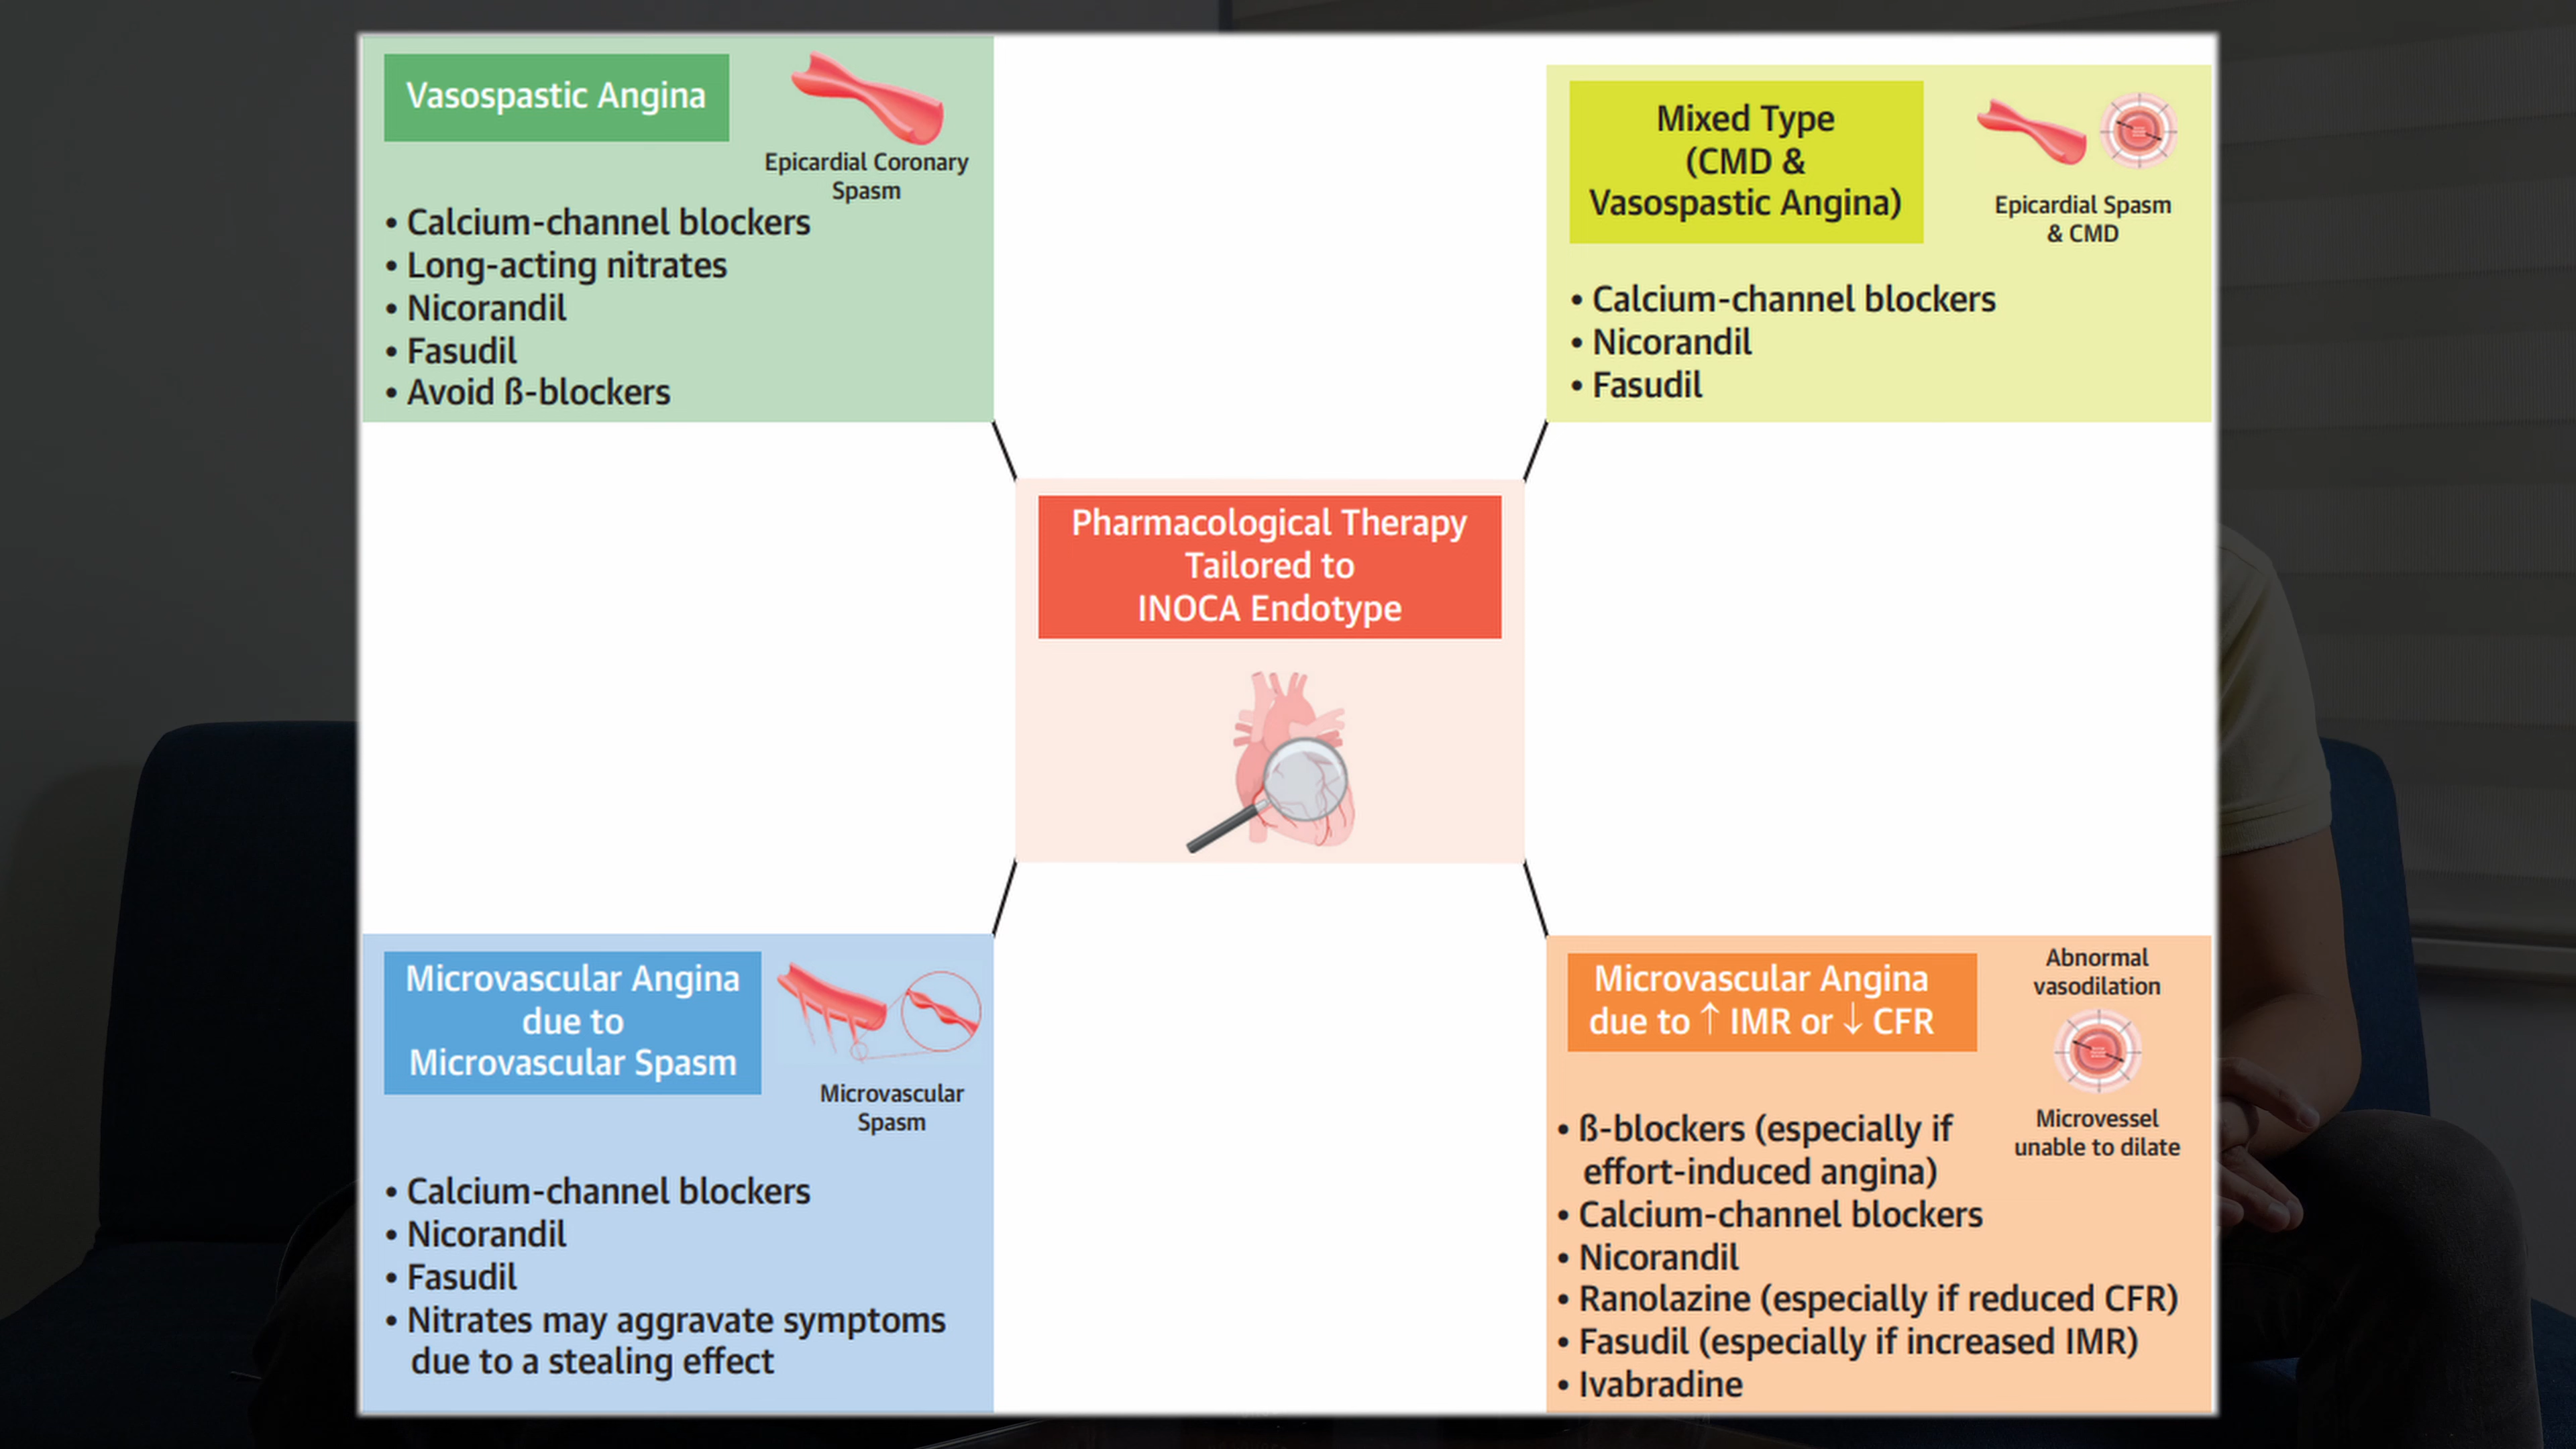 Vasospastic Angina
Epicardial Coronary
Spasm
• Calcium-channel blockers
• Long-acting nitrates
• Nicorandil
• Fasudil
• Avoid ß-blockers
Mixed Type
(CMD &
Vasospastic Angina)
Epicardial Spasm
& CMD
• Calcium-channel blockers
• Nicorandil
• Fasudil
Pharmacological Therapy
Tailored to
INOCA Endotype
Microvascular Angina
due to
Microvascular Spasm
Microvascular
Spasm
• Calcium-channel blockers
• Nicorandil
• Fasudil
• Nitrates may aggravate symptoms
due to a stealing effect
Microvascular Angina
due to ↑ IMR or ↓ CFR
Abnormal
vasodilation
Microvessel
unable to dilate
• ß-blockers (especially if
effort-induced angina)
• Calcium-channel blockers
• Nicorandil
• Ranolazine (especially if reduced CFR)
• Fasudil (especially if increased IMR)
• Ivabradine